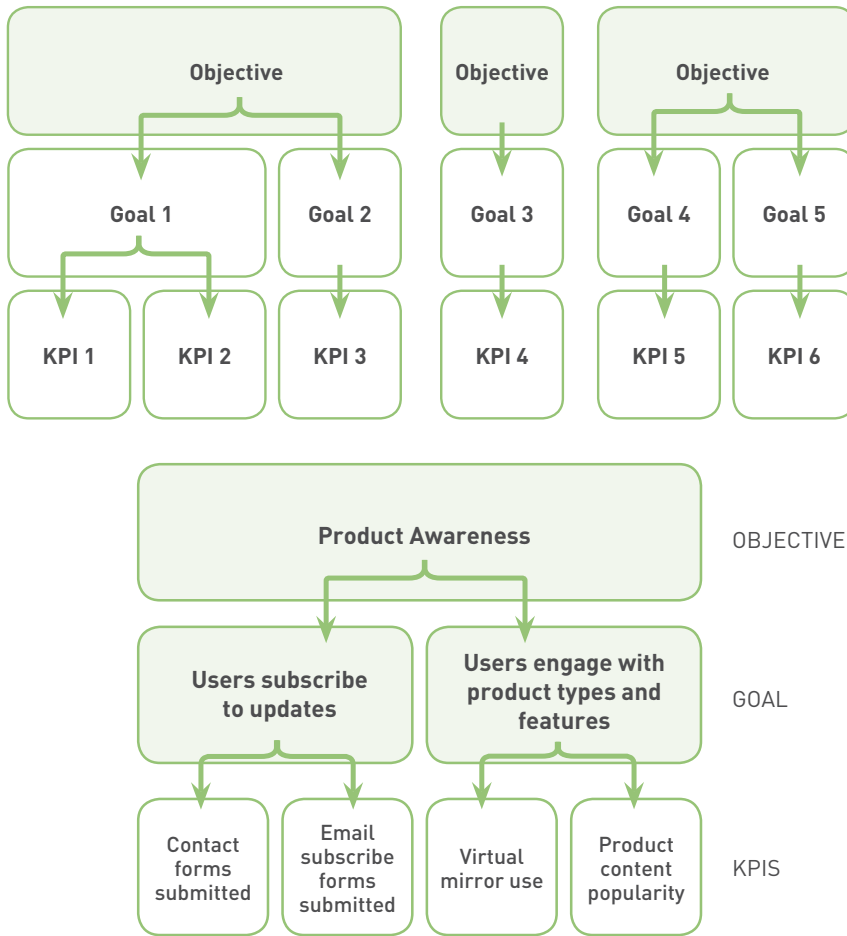 Objective
Objective
Objective
Goal 1
Goal 2
Goal 3
Goal 4
Goal 5
KPI 1
KPI 2
KPI 3
KPI 4
KPI 5
KPI 6
Product Awareness
OBJECTIVE
Users subscribe
to updates
Users engage with
product types and
features
GOAL
Contact
forms
submitted
Email
subscribe
forms
submitted
Virtual
mirror use
Product
content
popularity
KPIS